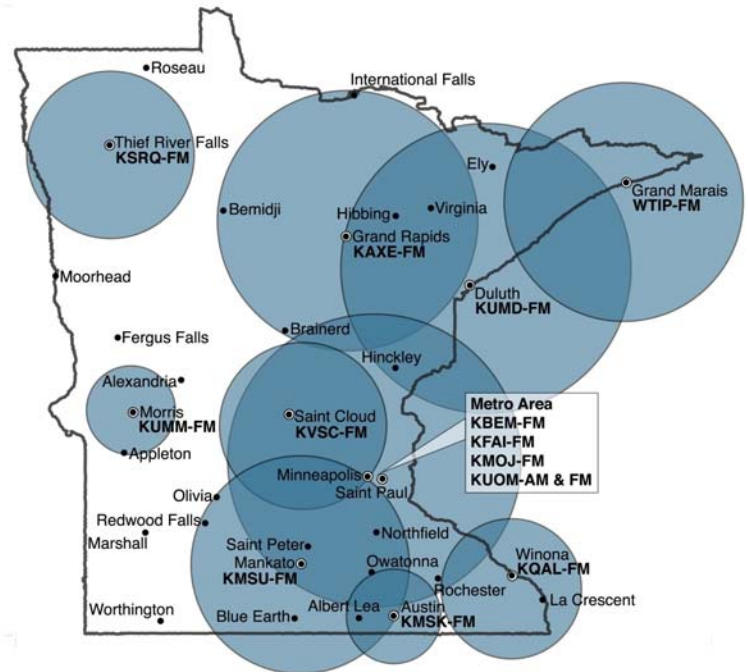 Roseau
International Falls
Thief River Falls
KSRQ-FM
Ely
Grand Marais
WTIP-FM
Bemidji
Hibbing
Virginia
Grand Rapids
KAXE-FM
Moorhead
Duluth
KUMD-FM
Brainerd
Fergus Falls
Hinckley
Alexandria
Morris
KUMM-FM
Saint Cloud
KVSC-FM
Metro Area
KBEM-FM
KFAI-FM
KMOJ-FM
KUOM-AM & FM
Appleton
Minneapolis
Saint Paul
Olivia
Redwood Falls
Marshall
Northfield
Saint Peter
Mankato
KMSU-FM
Owatonna
Winona
KQAL-FM
Rochester
La Crescent
Worthington
Blue Earth
Albert Lea
Austin
KMSK-FM